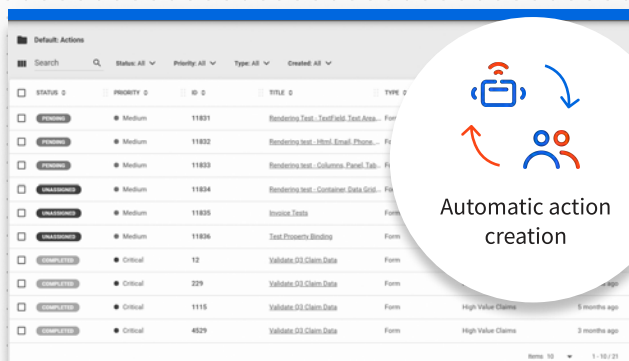 Default: Actions
Search Status: All Priority: All Type: All Created: All
STATUS PRIORITY ID TITLE TYPE
PENDING Medium 11831 Rendering Test - TextField, Text Area,... Form
PENDING Medium 11832 Rendering test - Html, Email, Phone,...
PENDING Medium 11833 Rendering test - Columns, Panel, Tab...
UNASSIGNED Medium 11834 Rendering test - Container, Data Grid...
UNASSIGNED Medium 11835 Invoice Tests Form
UNASSIGNED Medium 11836 Test Property Binding Form
COMPLETED Critical 12 Validate Q3 Claim Data Form
COMPLETED Critical 229 Validate Q3 Claim Data Form ago
COMPLETED Critical 1115 Validate Q3 Claim Data Form High Value Claims 5 months ago
COMPLETED Critical 4529 Validate Q3 Claim Data Form High Value Claims 3 months ago
Items 10 1 - 10 / 21
Automatic action
creation